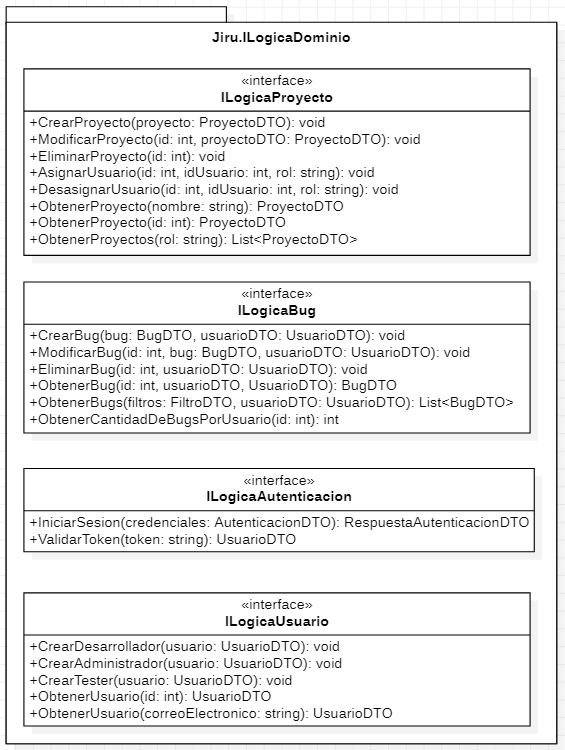 Jiru.ILogicaDominio
«interface»
ILogicaProyecto
+CrearProyecto(proyecto: ProyectoDTO): void
+ModificarProyecto(id: int, proyectoDTO: ProyectoDTO): void
+EliminarProyecto(id: int): void
+AsignarUsuario(id: int, idUsuario: int, rol: string): void
+DesasignarUsuario(id: int, idUsuario: int, rol: string): void
+ObtenerProyecto(nombre: string): ProyectoDTO
+ObtenerProyecto(id: int): ProyectoDTO
+ObtenerProyectos(rol: string): List<ProyectoDTO>
«interface»
ILogicaBug
+CrearBug(bug: BugDTO, usuarioDTO: UsuarioDTO): void
+ModificarBug(id: int, bug: BugDTO, usuarioDTO: UsuarioDTO): void
+EliminarBug(id: int, usuarioDTO: UsuarioDTO): void
+ObtenerBug(id: int, usuarioDTO, UsuarioDTO): BugDTO
+ObtenerBugs(filtros: FiltroDTO, usuarioDTO: UsuarioDTO): List<BugDTO>
+ObtenerCantidadDeBugsPorUsuario(id: int): int
«interface»
ILogicaAutenticacion
+IniciarSesion(credenciales: AutenticacionDTO): RespuestaAutenticacionDTO
+ValidarToken(token: string): UsuarioDTO
«interface»
ILogicaUsuario
+CrearDesarrollador(usuario: UsuarioDTO): void
+CrearAdministrador(usuario: UsuarioDTO): void
+CrearTester(usuario: UsuarioDTO): void
+ObtenerUsuario(id: int): UsuarioDTO
+ObtenerUsuario(correoElectronico: string): UsuarioDTO